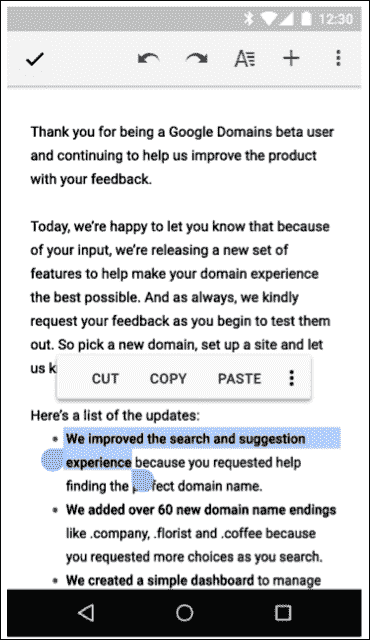 12:30
Thank you for being a Google Domains beta user
and continuing to help us improve the product
with your feedback.
Today, we're happy to let you know that because
of your input, we're releasing a new set of
features to help make your domain experience
the best possible. And as always, we kindly
request your feedback as you begin to test them
out. So pick a new domain, set up a site and let
us
CUT COPY PASTE
Here's a list of the updates:
• We improved the search and suggestion
experience because you requested help
finding the domain name.
• We added over 60 new domain name endings
like .company, .florist and .coffee because
you requested more choices as you search.
• We created a simple dashboard to manage